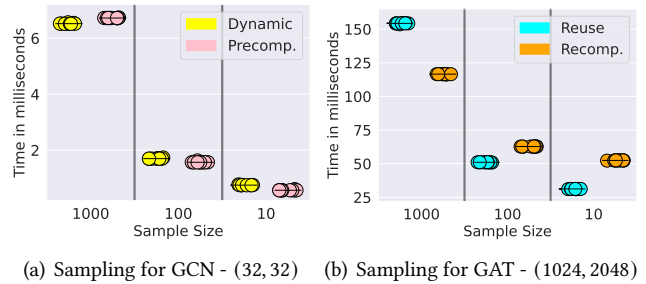 Time in milliseconds
6
4
2
Dynamic
Precomp.
1000
100
10
Sample Size
(a) Sampling for GCN - (32, 32)
Time in milliseconds
150
125
100
75
50
25
Reuse
Recomp.
1000
100
10
Sample Size
(b) Sampling for GAT - (1024, 2048)